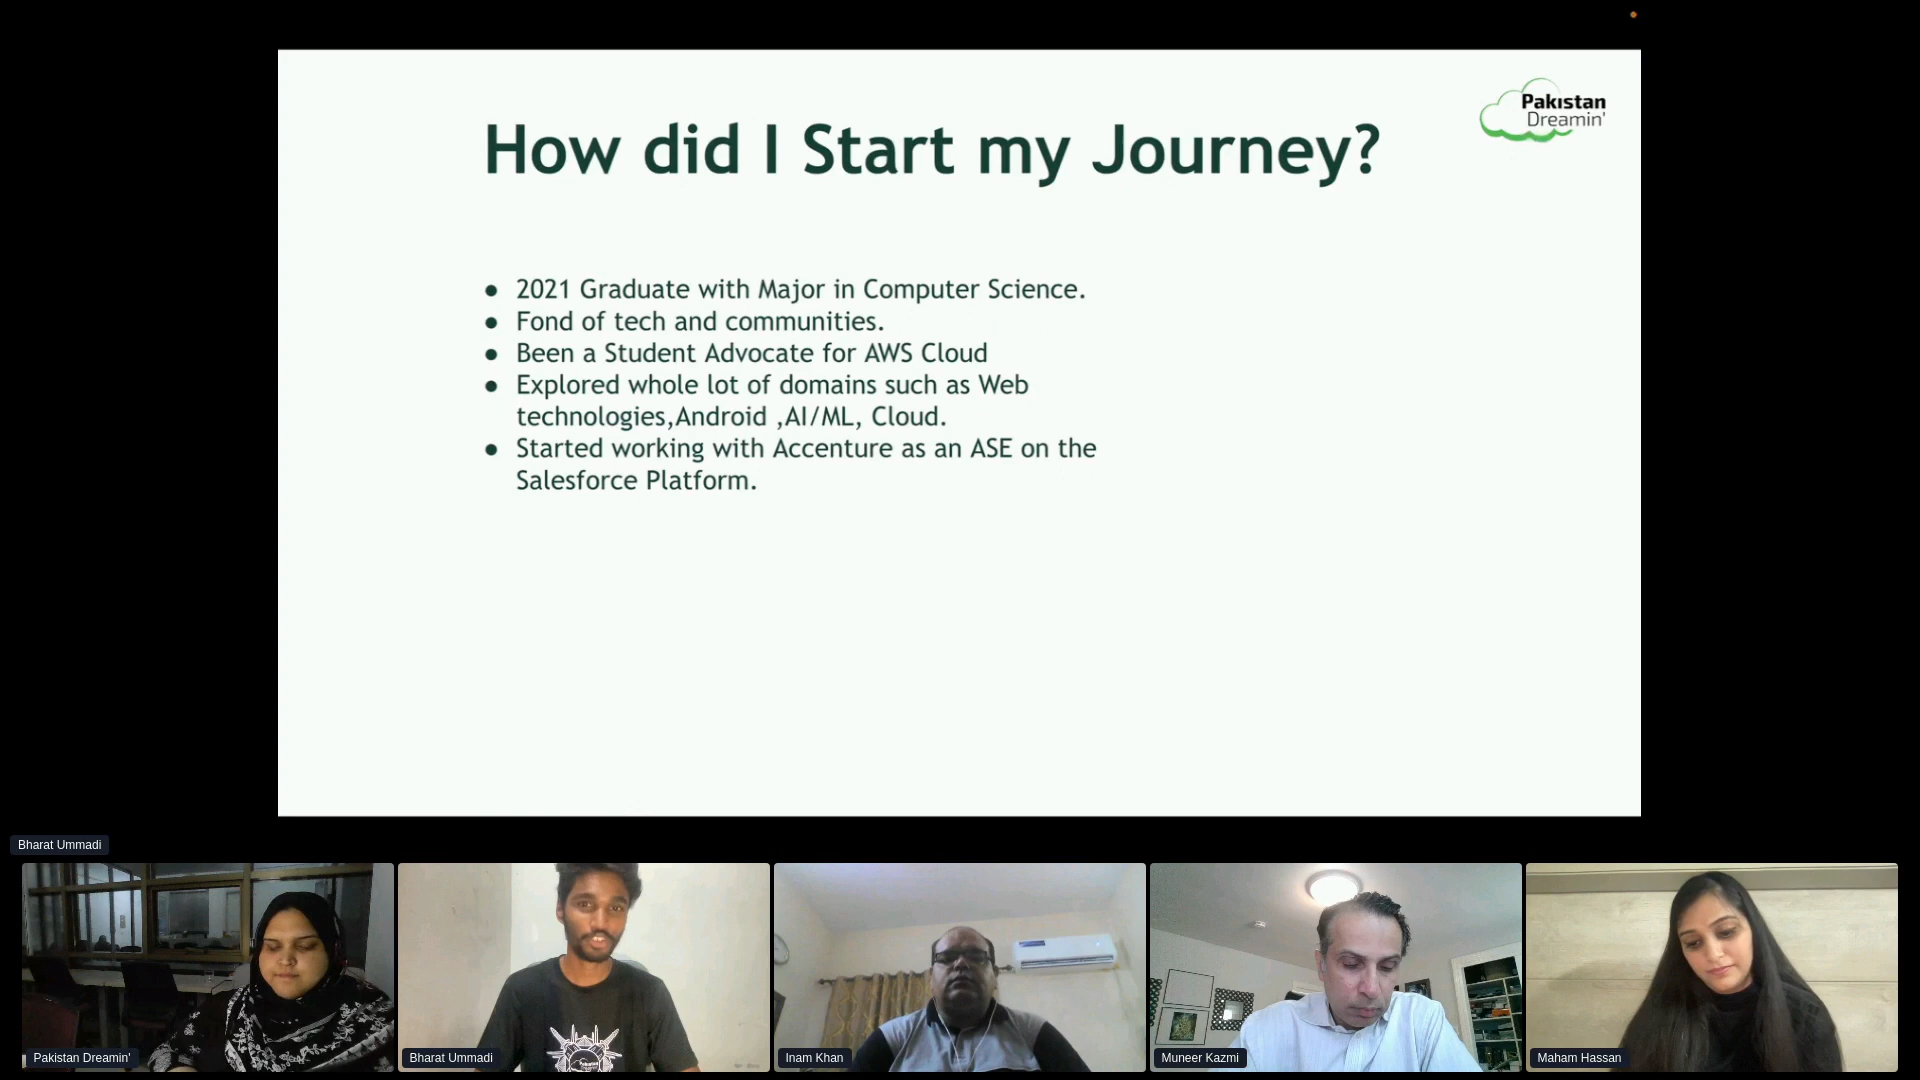 Pakistan
Dreamin'
How did I Start my Journey?
● 2021 Graduate with Major in Computer Science.
● Fond of tech and communities.
● Been a Student Advocate for AWS Cloud
● Explored whole lot of domains such as Web
technologies,Android ,AI/ML, Cloud.
● Started working with Accenture as an ASE on the
Salesforce Platform.
Bharat Ummadi
Pakistan Dreamin'
Bharat Ummadi
Inam Khan
Muneer Kazmi
Maham Hassan